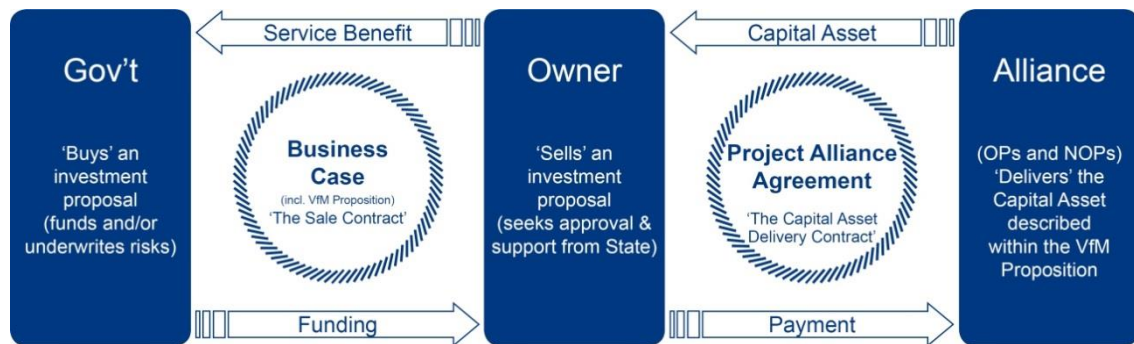 Service Benefit
Capital Asset
Gov't
'Buys' an
investment
proposal
(funds and/or
underwrites risks)
Business
Case
(incl. VfM Proposition)
'The Sale Contract'
Owner
'Sells' an
investment
proposal
(seeks approval &
support from State)
Project Alliance
Agreement
'The Capital Asset
Delivery Contract'
Alliance
(OPs and NOPs)
'Delivers' the
Capital Asset
described
within the VfM
Proposition
Funding
Payment